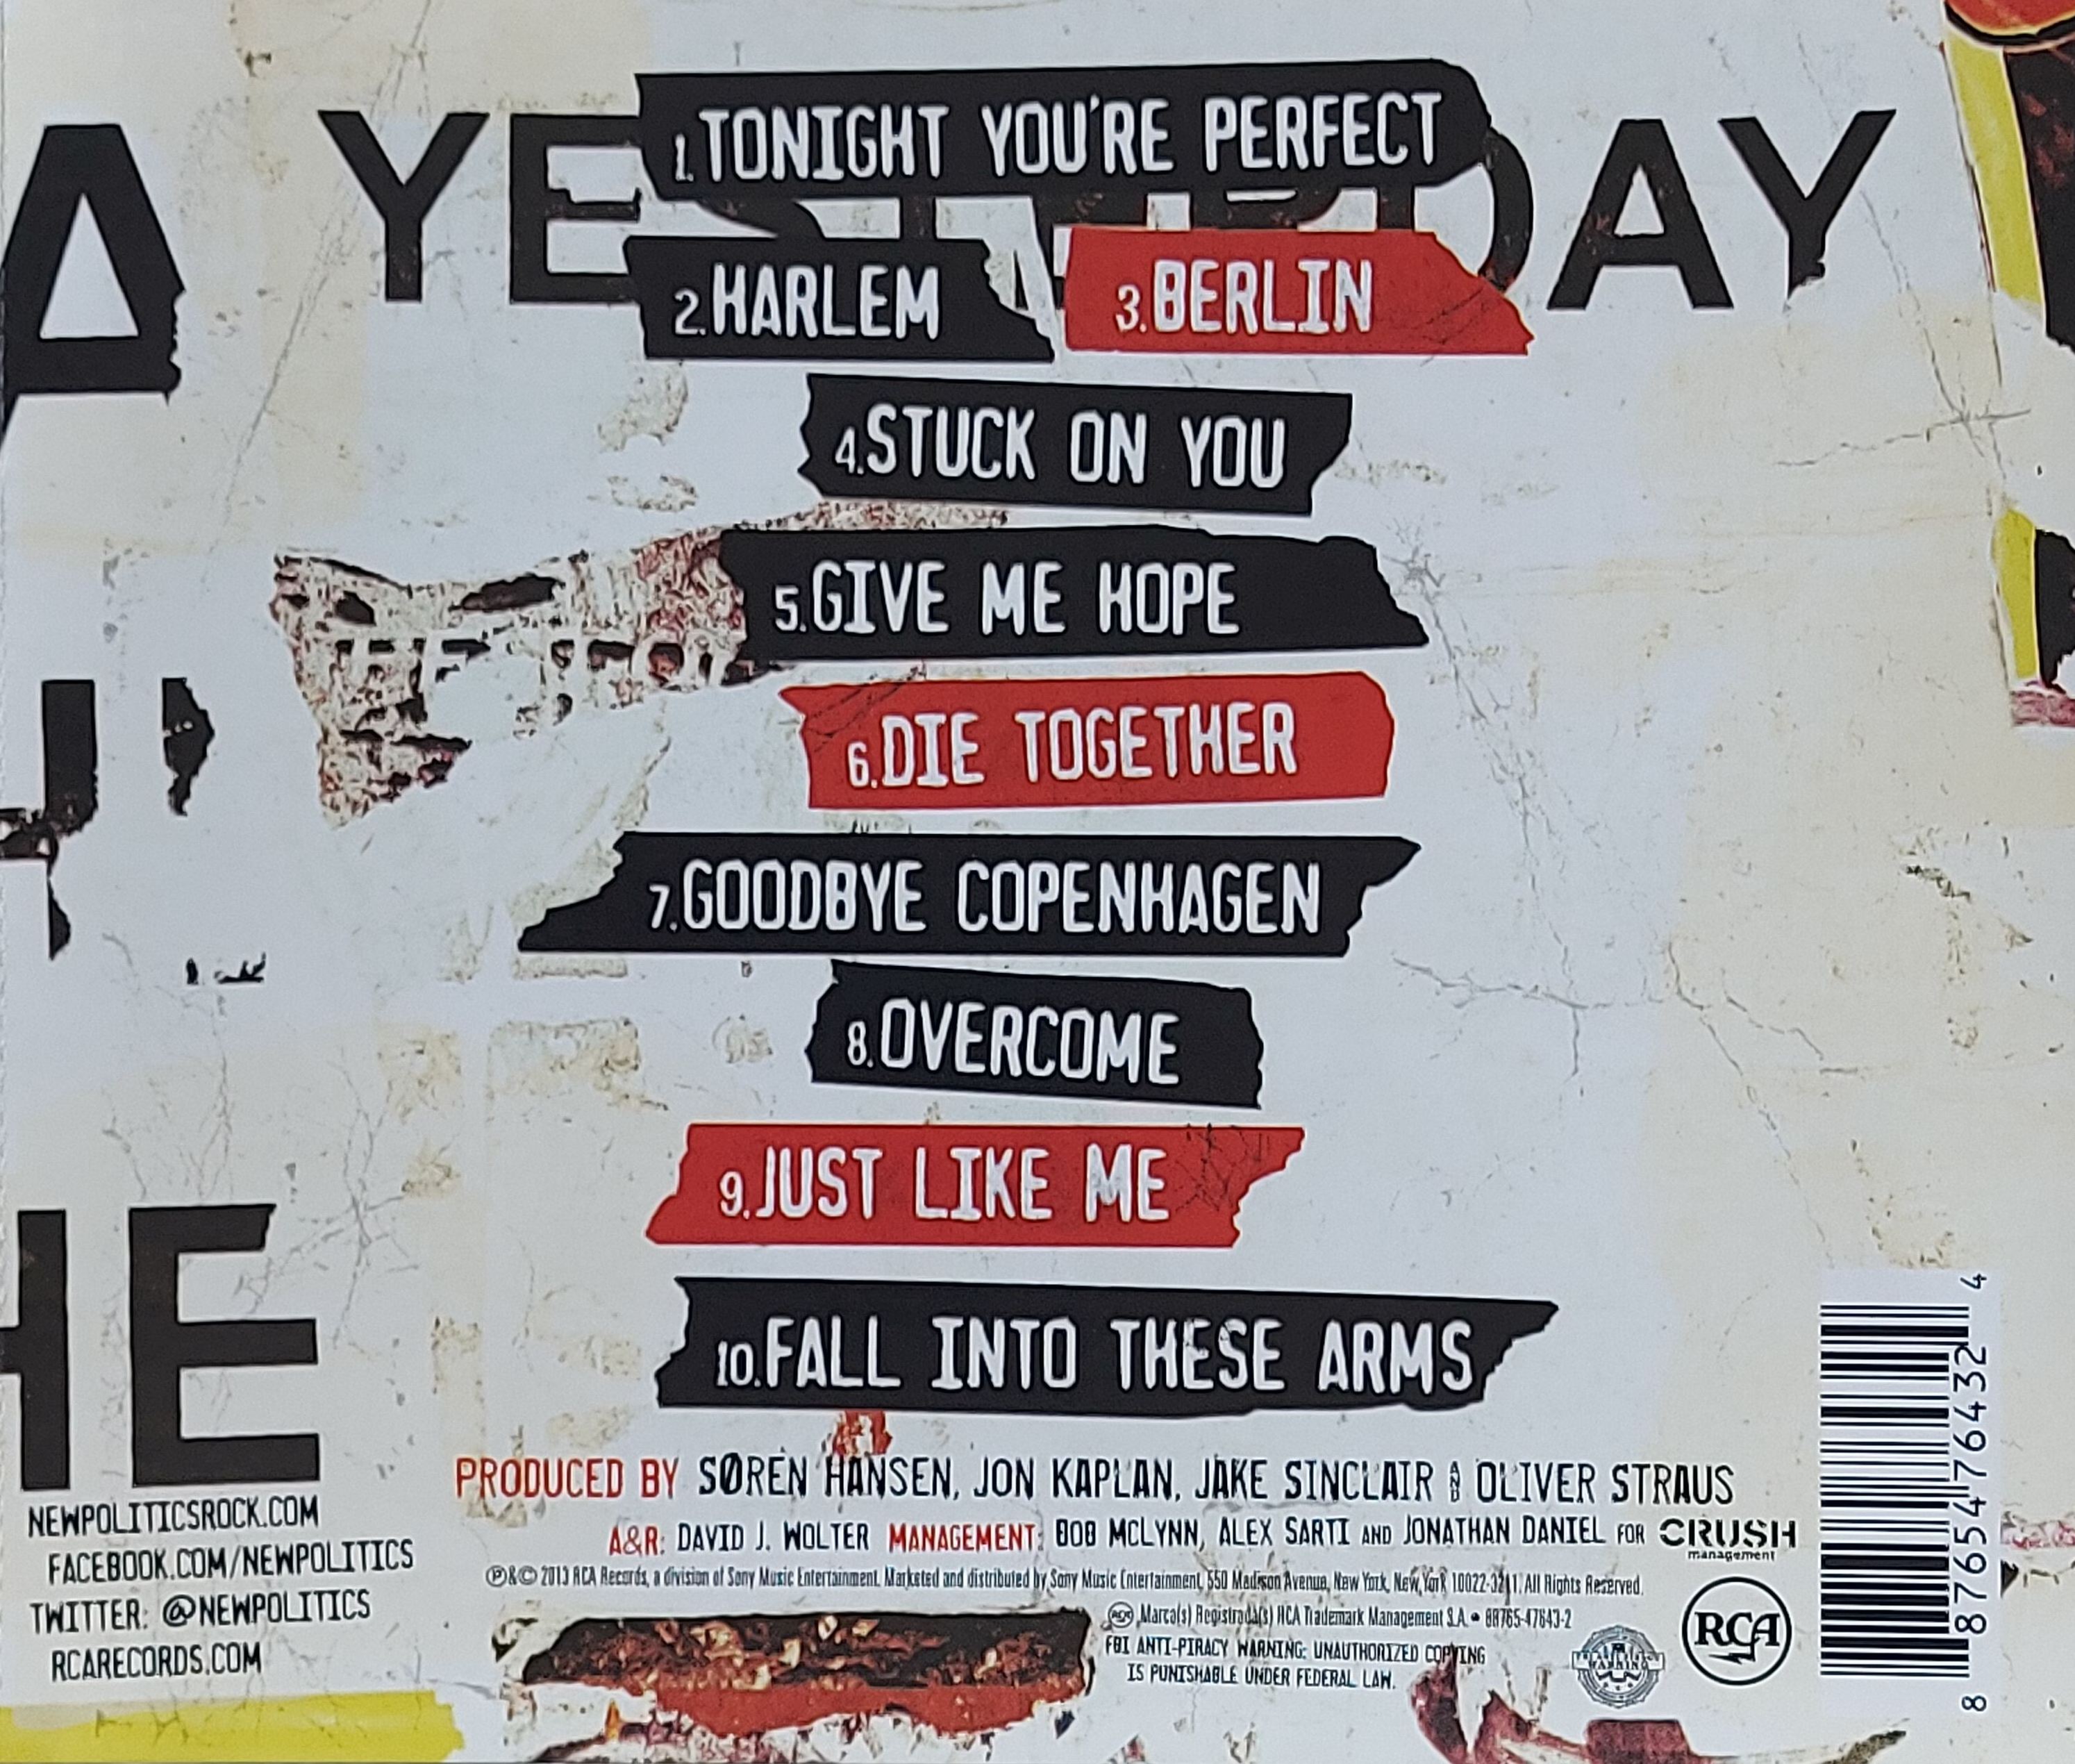 A YESTERDAY
1. TONIGHT YOU'RE PERFECT
2. HARLEM
3. BERLIN
4. STUCK ON YOU
5. GIVE ME HOPE
6. DIE TOGETHER
7. GOODBYE COPENHAGEN
8. OVERCOME
9. JUST LIKE ME
10. FALL INTO THESE ARMS
HE
PRODUCED BY SØREN HANSEN, JON KAPLAN, JAKE SINCLAIR AND OLIVER STRAUS
A&R: DAVID J. WOLTER MANAGEMENT: BOB MCLYNN, ALEX SARTI AND JONATHAN DANIEL FOR CRUSH
management
NEWPOLITICSROCK.COM
FACEBOOK.COM/NEWPOLITICS
TWITTER: @NEWPOLITICS
RCARECORDS.COM
℗&© 2013 RCA Records, a division of Sony Music Entertainment. Marketed and distributed by Sony Music Entertainment, 550 Madison Avenue, New York, New York 10022-3211. All Rights Reserved.
RCA Marca(s) Registrada(s) RCA Trademark Management S.A. • 88765-47643-2
FBI ANTI-PIRACY WARNING: UNAUTHORIZED COPYING
IS PUNISHABLE UNDER FEDERAL LAW.
WARNING
RCA
8 87654 76432 4